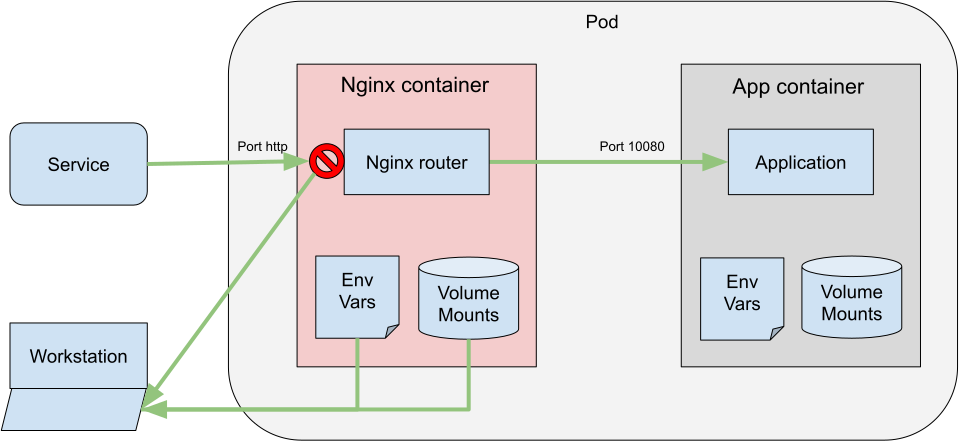 Pod
Nginx container
App container
Service
Port http
Nginx router
Port 10080
Application
Env
Vars
Volume
Mounts
Env
Vars
Volume
Mounts
Workstation